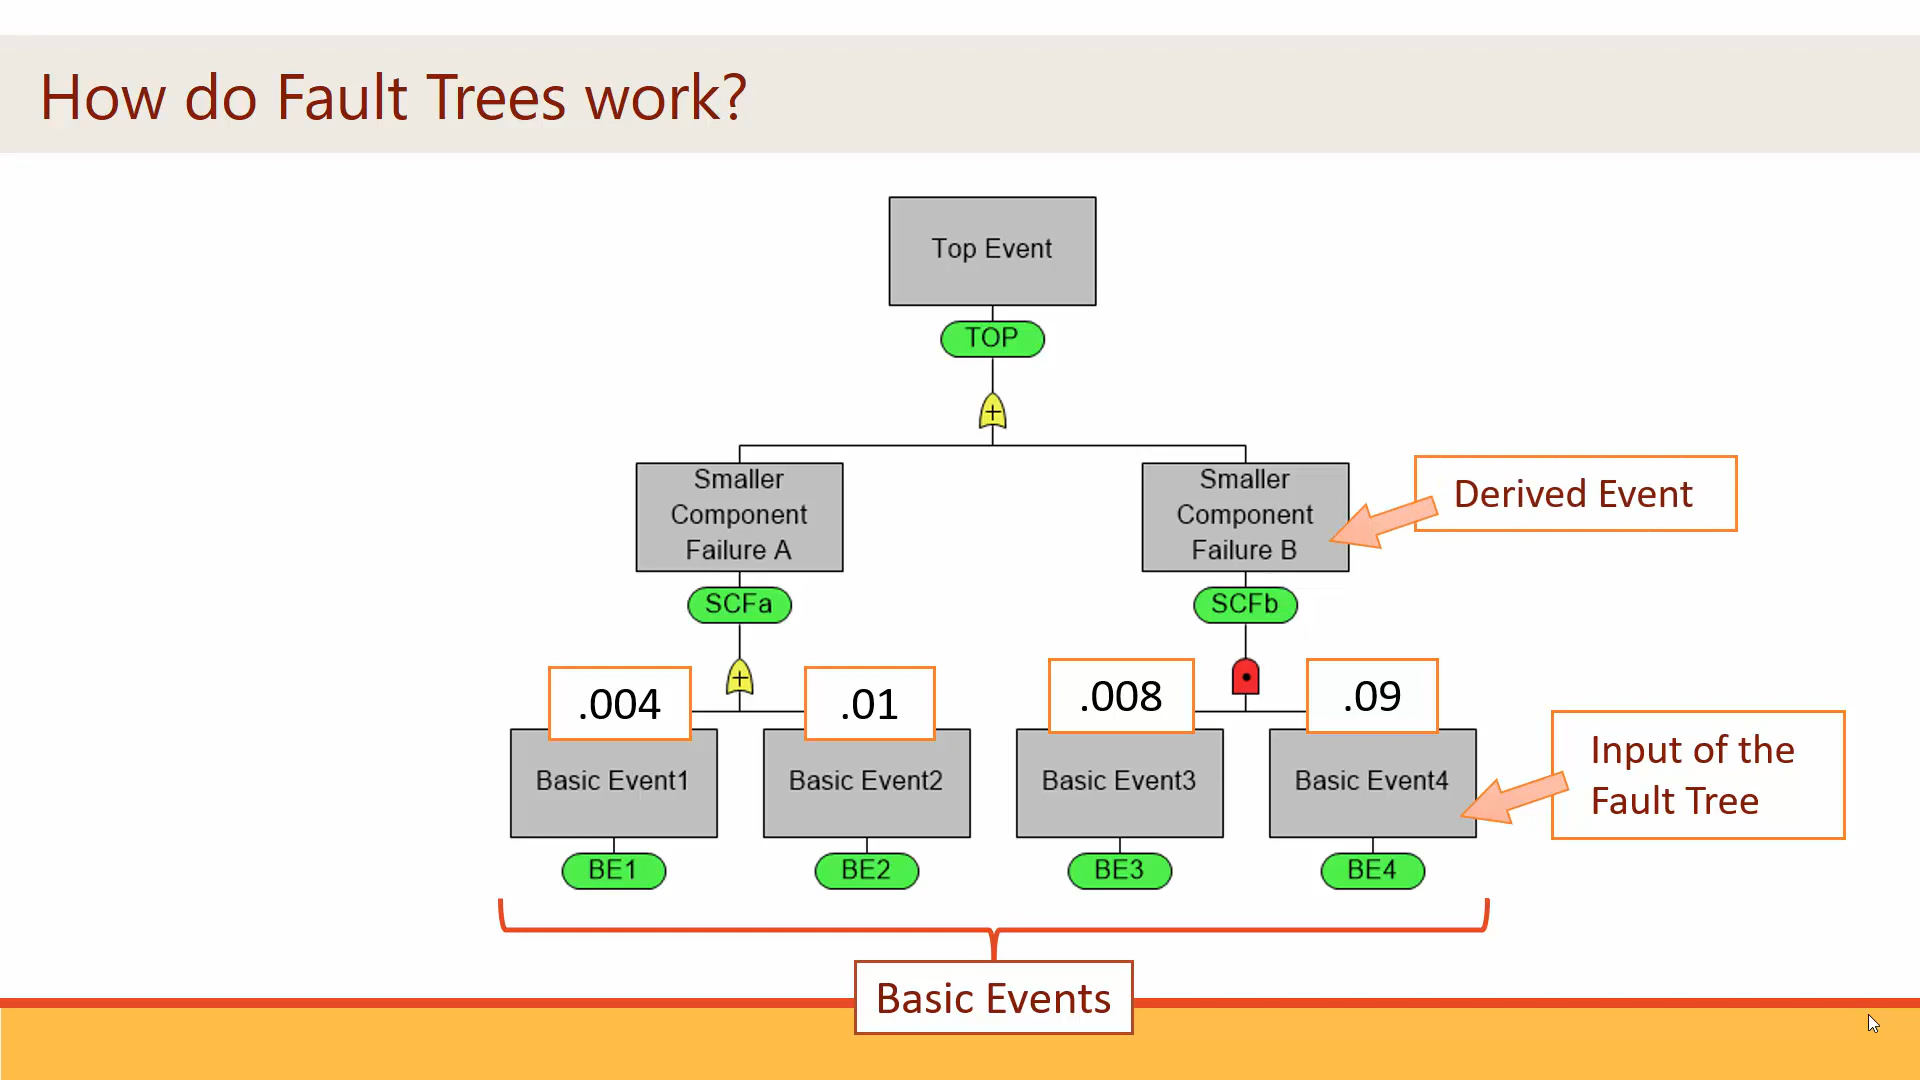 How do Fault Trees work?
Top Event
TOP
+
Smaller
Component
Failure A
Smaller
Component
Failure B
Derived Event
SCFa
SCFb
+
.004
.01
.008
.09
Basic Event1
Basic Event2
Basic Event3
Basic Event4
Input of the
Fault Tree
BE1
BE2
BE3
BE4
Basic Events